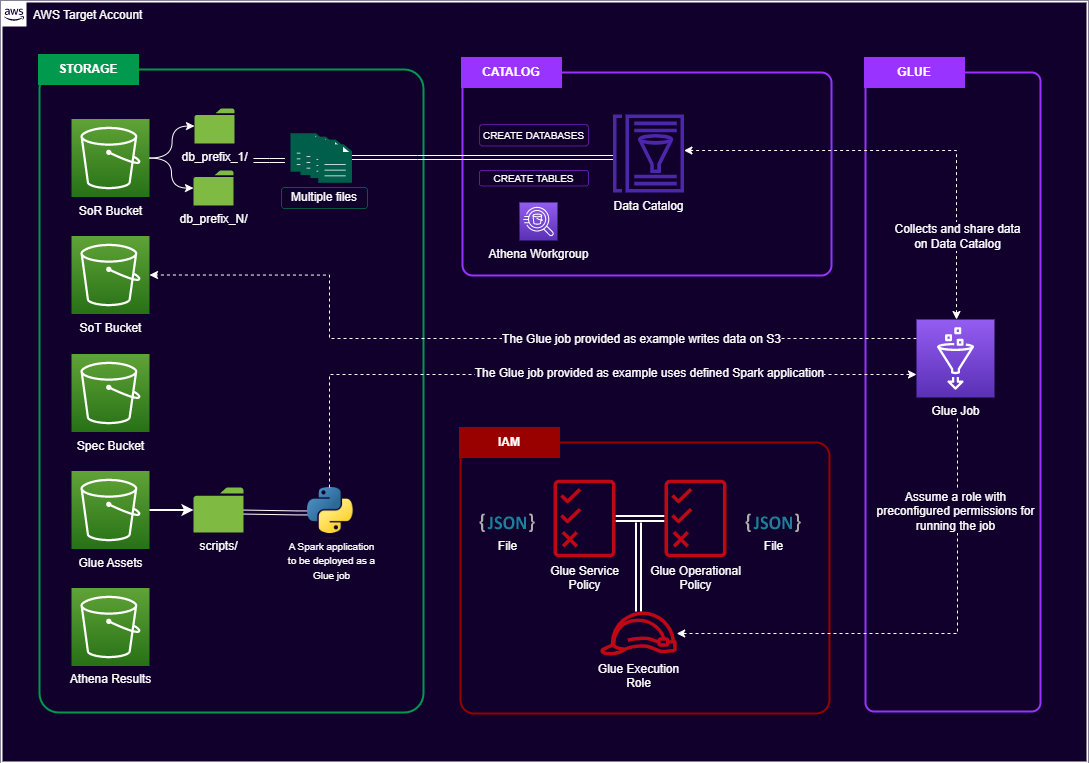 aws
AWS Target Account
STORAGE
SoR Bucket
db_prefix_1/
db_prefix_N/
Multiple files
SoT Bucket
Spec Bucket
Glue Assets
scripts/
A Spark application
to be deployed as a
Glue job
Athena Results
CATALOG
CREATE DATABASES
CREATE TABLES
Athena Workgroup
Data Catalog
GLUE
Collects and share data
on Data Catalog
The Glue job provided as example writes data on S3
The Glue job provided as example uses defined Spark application
Glue Job
Assume a role with
preconfigured permissions for
running the job
IAM
{JSON}
File
Glue Service
Policy
Glue Operational
Policy
{JSON}
File
Glue Execution
Role